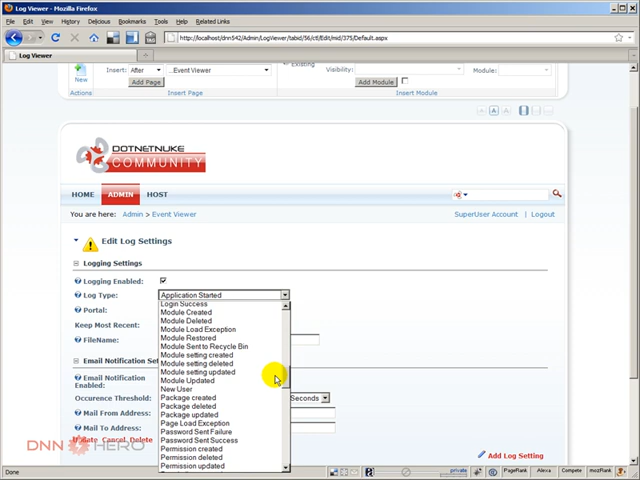 Log Viewer - Mozilla Firefox
File Edit View History Delicious Bookmarks Tools Help Related Links
http://localhost/dnn542/Admin/LogViewer/tabid/56/ctl/Edit/mid/375/Default.aspx
Log Viewer
New
Insert: After ...Event Viewer
Add Page
Existing
Visibility:
Module:
Add Module
Actions Insert Page Insert Module
A
DOTNETNUKE
COMMUNITY
HOME ADMIN HOST
You are here: Admin > Event Viewer
SuperUser Account Logout
Edit Log Settings
Logging Settings
Logging Enabled:
Log Type: Application Started
Portal:
Keep Most Recent:
FileName:
Login Success
Module Created
Module Deleted
Module Load Exception
Module Restored
Module Sent to Recycle Bin
Module setting created
Module setting deleted
Module setting updated
Module Updated
New User
Package created
Package deleted
Package updated
Page Load Exception
Password Sent Failure
Password Sent Success
Permission created
Permission deleted
Permission updated
Email Notification Set
Email Notification
Enabled:
Occurence Threshold: Seconds
Mail From Address:
Mail To Address:
Update Cancel Delete
Add Log Setting
DNN HERO
Done
private
PageRank
Alexa
Compete
mozRank